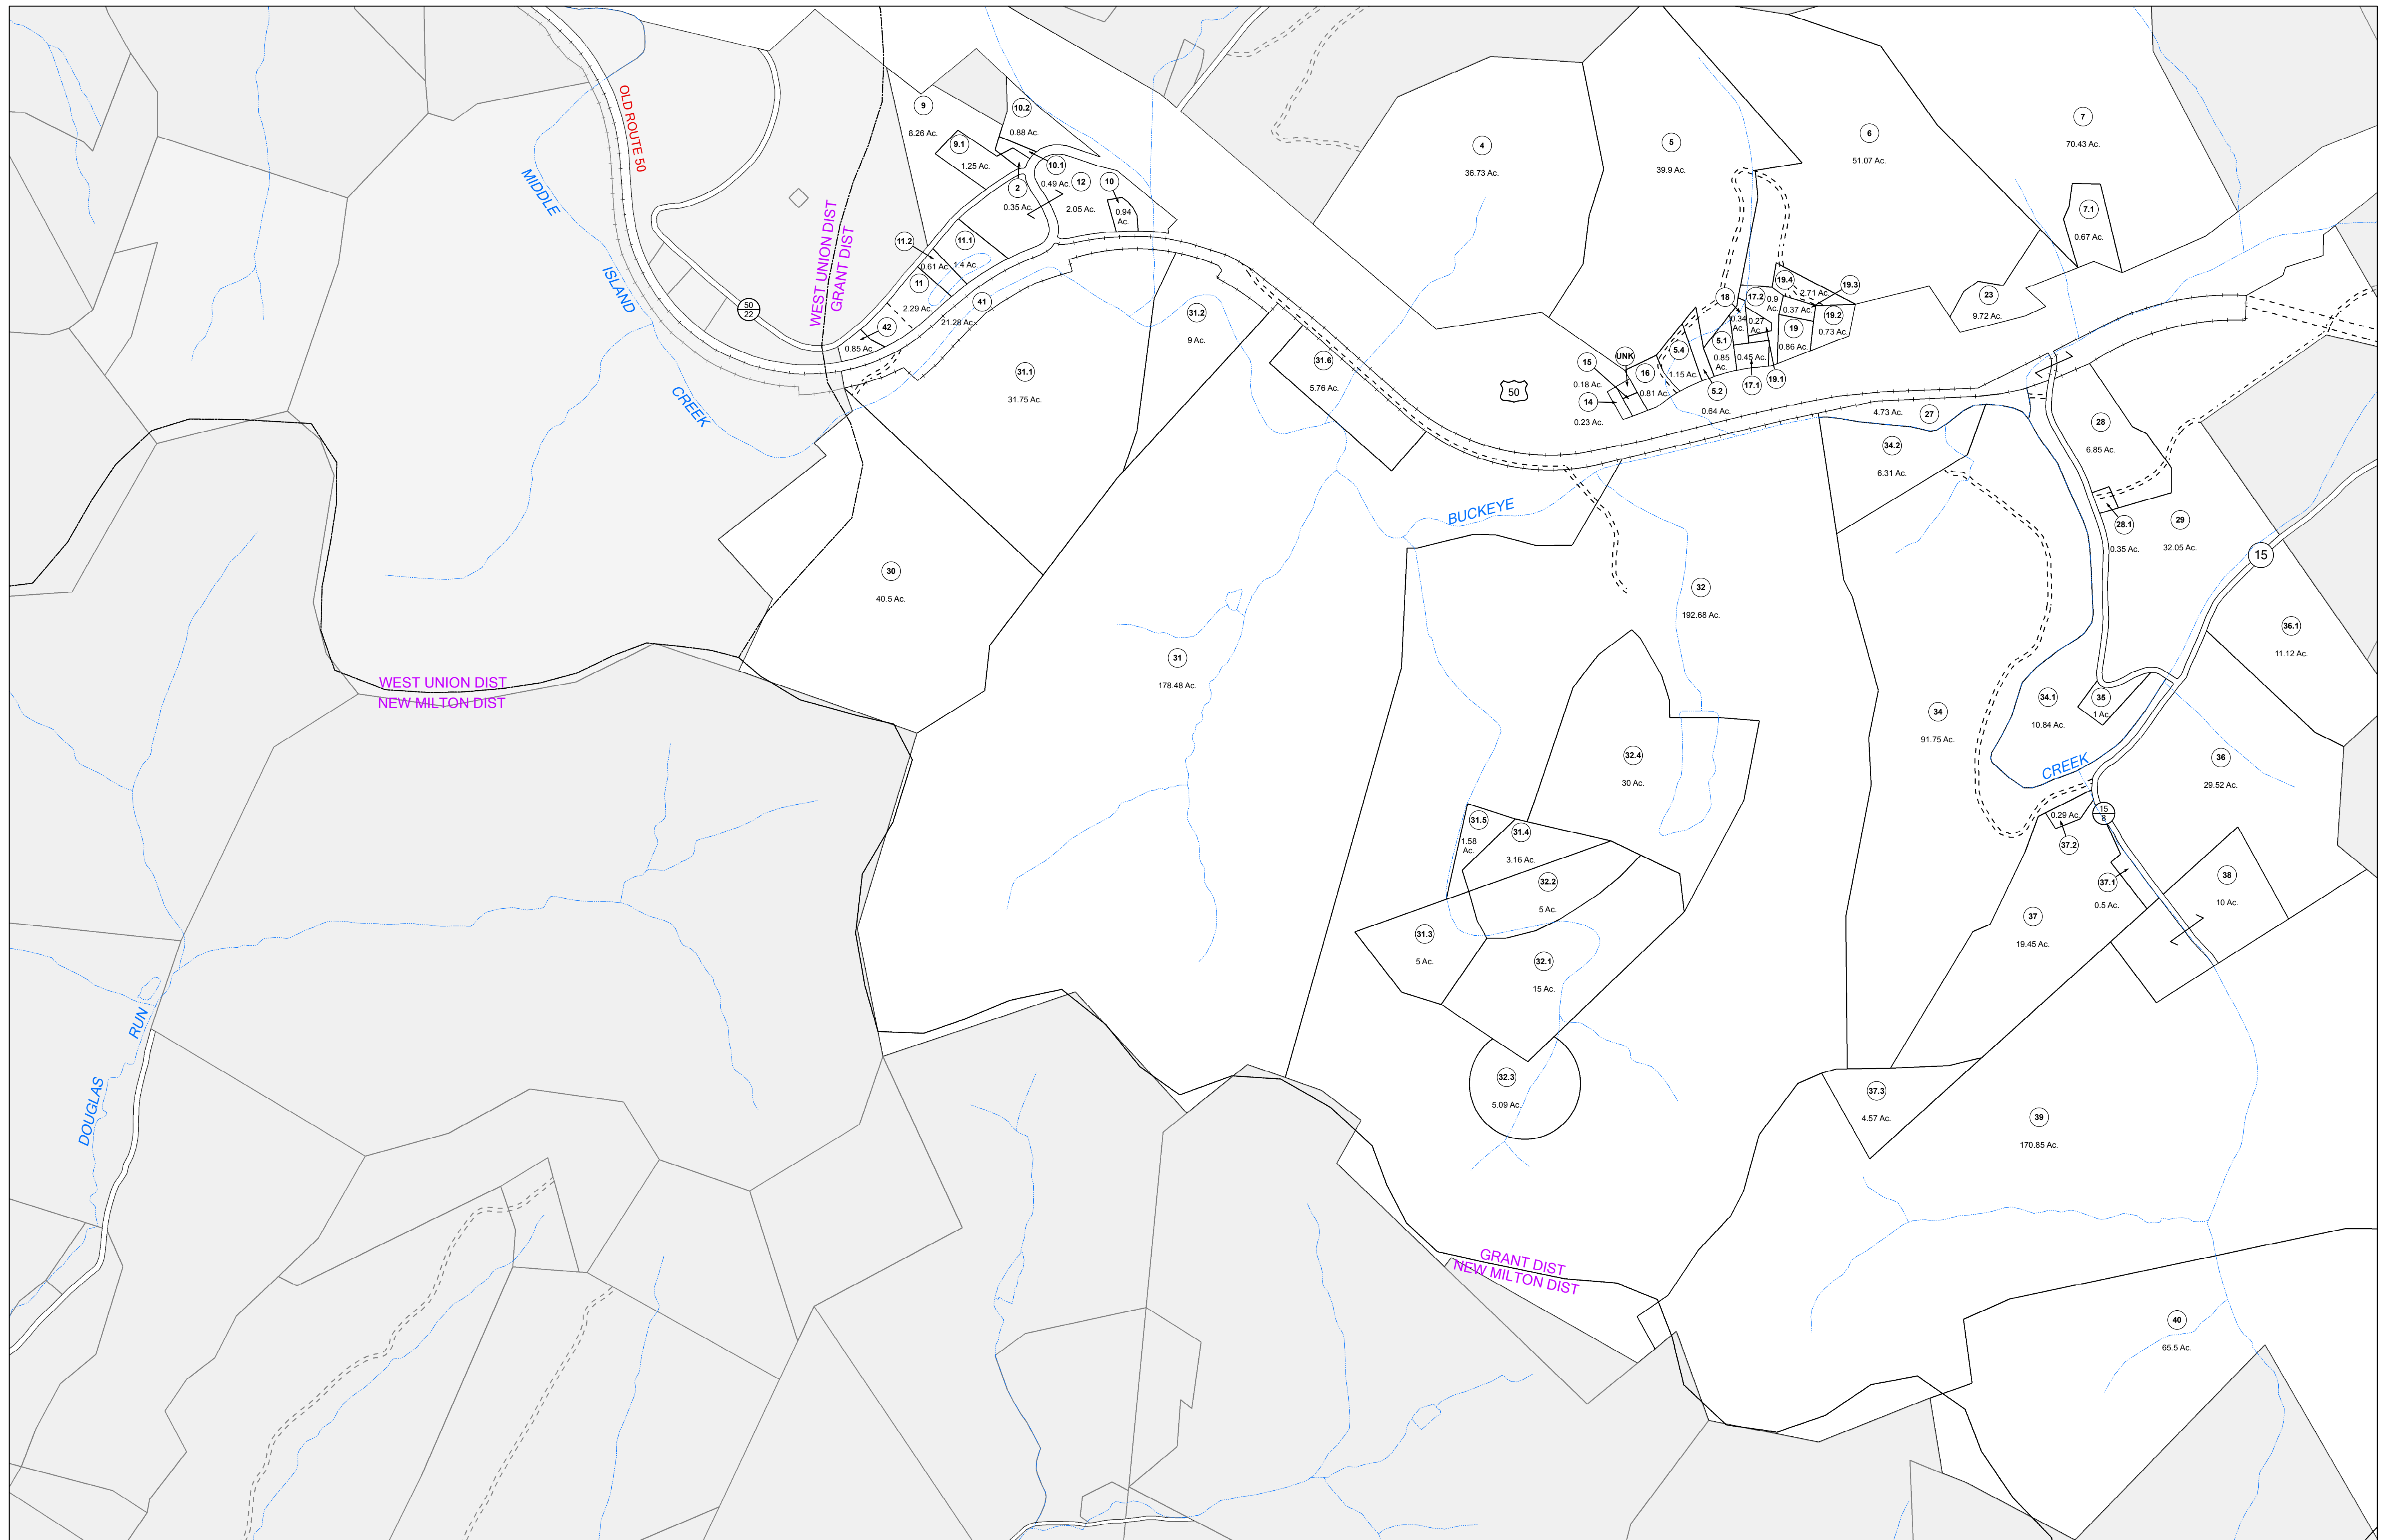 OLD ROUTE 50
MIDDLE
ISLAND
CREEK
WEST UNION DIST
GRANT DIST
50
22
9
8.26 Ac.
9.1
1.25 Ac.
10.2
0.88 Ac.
10.1
0.49 Ac.
2
0.35 Ac.
12
2.05 Ac.
10
0.94
Ac.
11.2
0.61 Ac.
11.1
1.4 Ac.
11
2.29 Ac.
42
0.85 Ac.
41
21.28 Ac.
31.2
9 Ac.
31.1
31.75 Ac.
31.6
5.76 Ac.
4
36.73 Ac.
5
39.9 Ac.
6
51.07 Ac.
7
70.43 Ac.
7.1
0.67 Ac.
23
9.72 Ac.
19.4
2.71 Ac.
19.3
0.37 Ac.
19.2
0.73 Ac.
19
0.86 Ac.
18
0.34
Ac.
17.2
0.9
Ac.
0.27
Ac.
5.1
0.85
Ac.
0.45 Ac.
17.1
19.1
5.4
1.15 Ac.
5.2
0.64 Ac.
UNK
15
0.18 Ac.
16
0.81 Ac.
14
0.23 Ac.
50
4.73 Ac.
27
34.2
6.31 Ac.
28
6.85 Ac.
28.1
0.35 Ac.
29
32.05 Ac.
15
36.1
11.12 Ac.
BUCKEYE
30
40.5 Ac.
31
178.48 Ac.
32
192.68 Ac.
WEST UNION DIST
NEW MILTON DIST
34
91.75 Ac.
34.1
10.84 Ac.
35
1 Ac.
36
29.52 Ac.
CREEK
15
8
0.29 Ac.
37.2
32.4
30 Ac.
31.5
1.58
Ac.
31.4
3.16 Ac.
32.2
5 Ac.
31.3
5 Ac.
32.1
15 Ac.
37.1
0.5 Ac.
37
19.45 Ac.
38
10 Ac.
32.3
5.09 Ac.
37.3
4.57 Ac.
39
170.85 Ac.
RUN
DOUGLAS
GRANT DIST
NEW MILTON DIST
40
65.5 Ac.